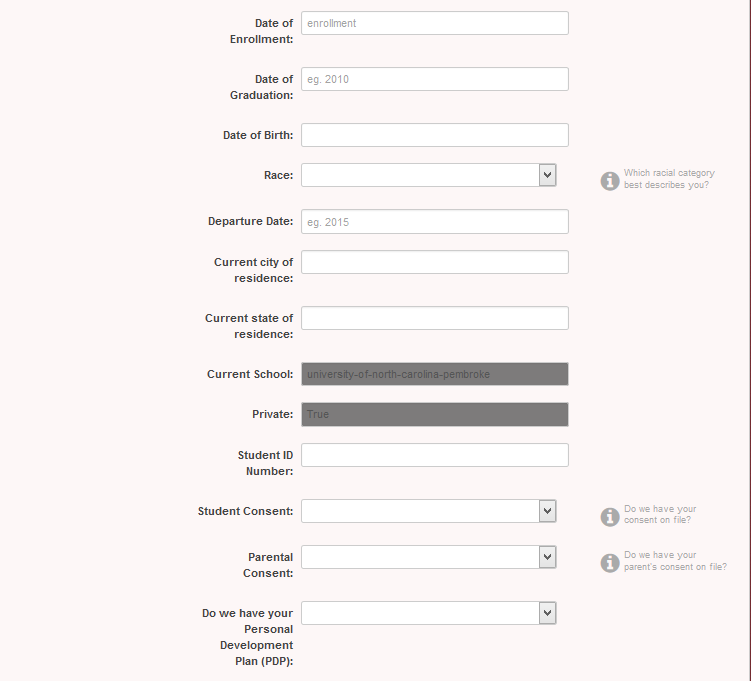 Date of
Enrollment:
enrollment
Date of
Graduation:
eg. 2010
Date of Birth:
Race:
Which racial category
best describes you?
Departure Date:
eg. 2015
Current city of
residence:
Current state of
residence:
Current School:
university-of-north-carolina-pembroke
Private:
True
Student ID
Number:
Student Consent:
Do we have your
consent on file?
Parental
Consent:
Do we have your
parent's consent on file?
Do we have your
Personal
Development
Plan (PDP):